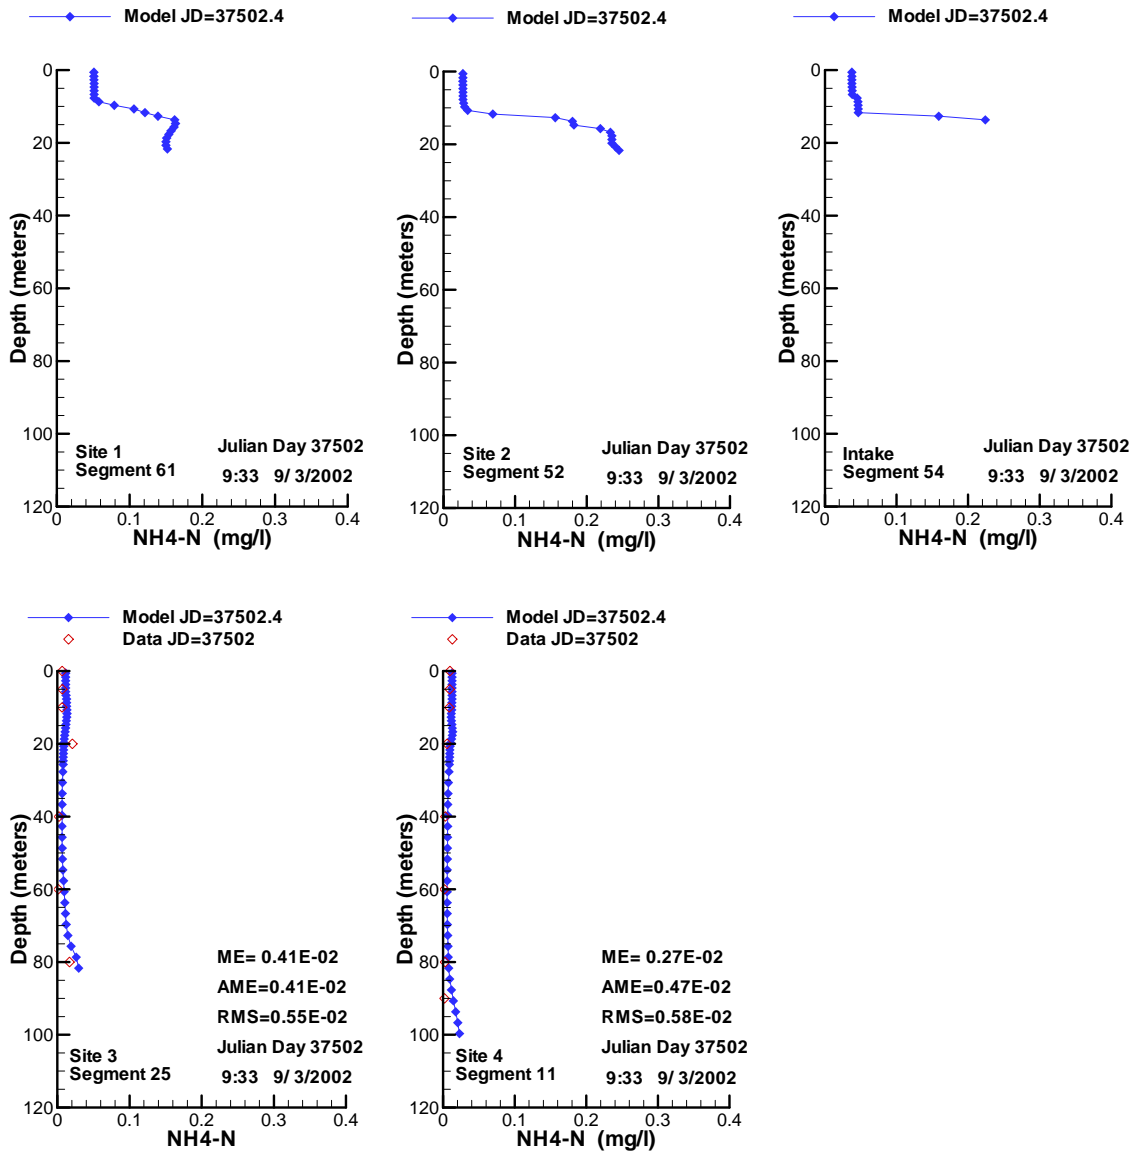 Model JD=37502.4
0
20
40
60
80
100
120
Depth (meters)
Site 1
Segment 61
Julian Day 37502
9:33 9/ 3/2002
0 0.1 0.2 0.3 0.4
NH4-N (mg/l)
Model JD=37502.4
0
20
40
60
80
100
120
Depth (meters)
Site 2
Segment 52
Julian Day 37502
9:33 9/ 3/2002
0 0.1 0.2 0.3 0.4
NH4-N (mg/l)
Model JD=37502.4
0
20
40
60
80
100
120
Depth (meters)
Intake
Segment 54
Julian Day 37502
9:33 9/ 3/2002
0 0.1 0.2 0.3 0.4
NH4-N (mg/l)
Model JD=37502.4
Data JD=37502
0
20
40
60
80
100
120
Depth (meters)
ME= 0.41E-02
AME=0.41E-02
RMS=0.55E-02
Site 3
Segment 25
Julian Day 37502
9:33 9/ 3/2002
0 0.1 0.2 0.3 0.4
NH4-N
Model JD=37502.4
Data JD=37502
0
20
40
60
80
100
120
Depth (meters)
ME= 0.27E-02
AME=0.47E-02
RMS=0.58E-02
Site 4
Segment 11
Julian Day 37502
9:33 9/ 3/2002
0 0.1 0.2 0.3 0.4
NH4-N (mg/l)